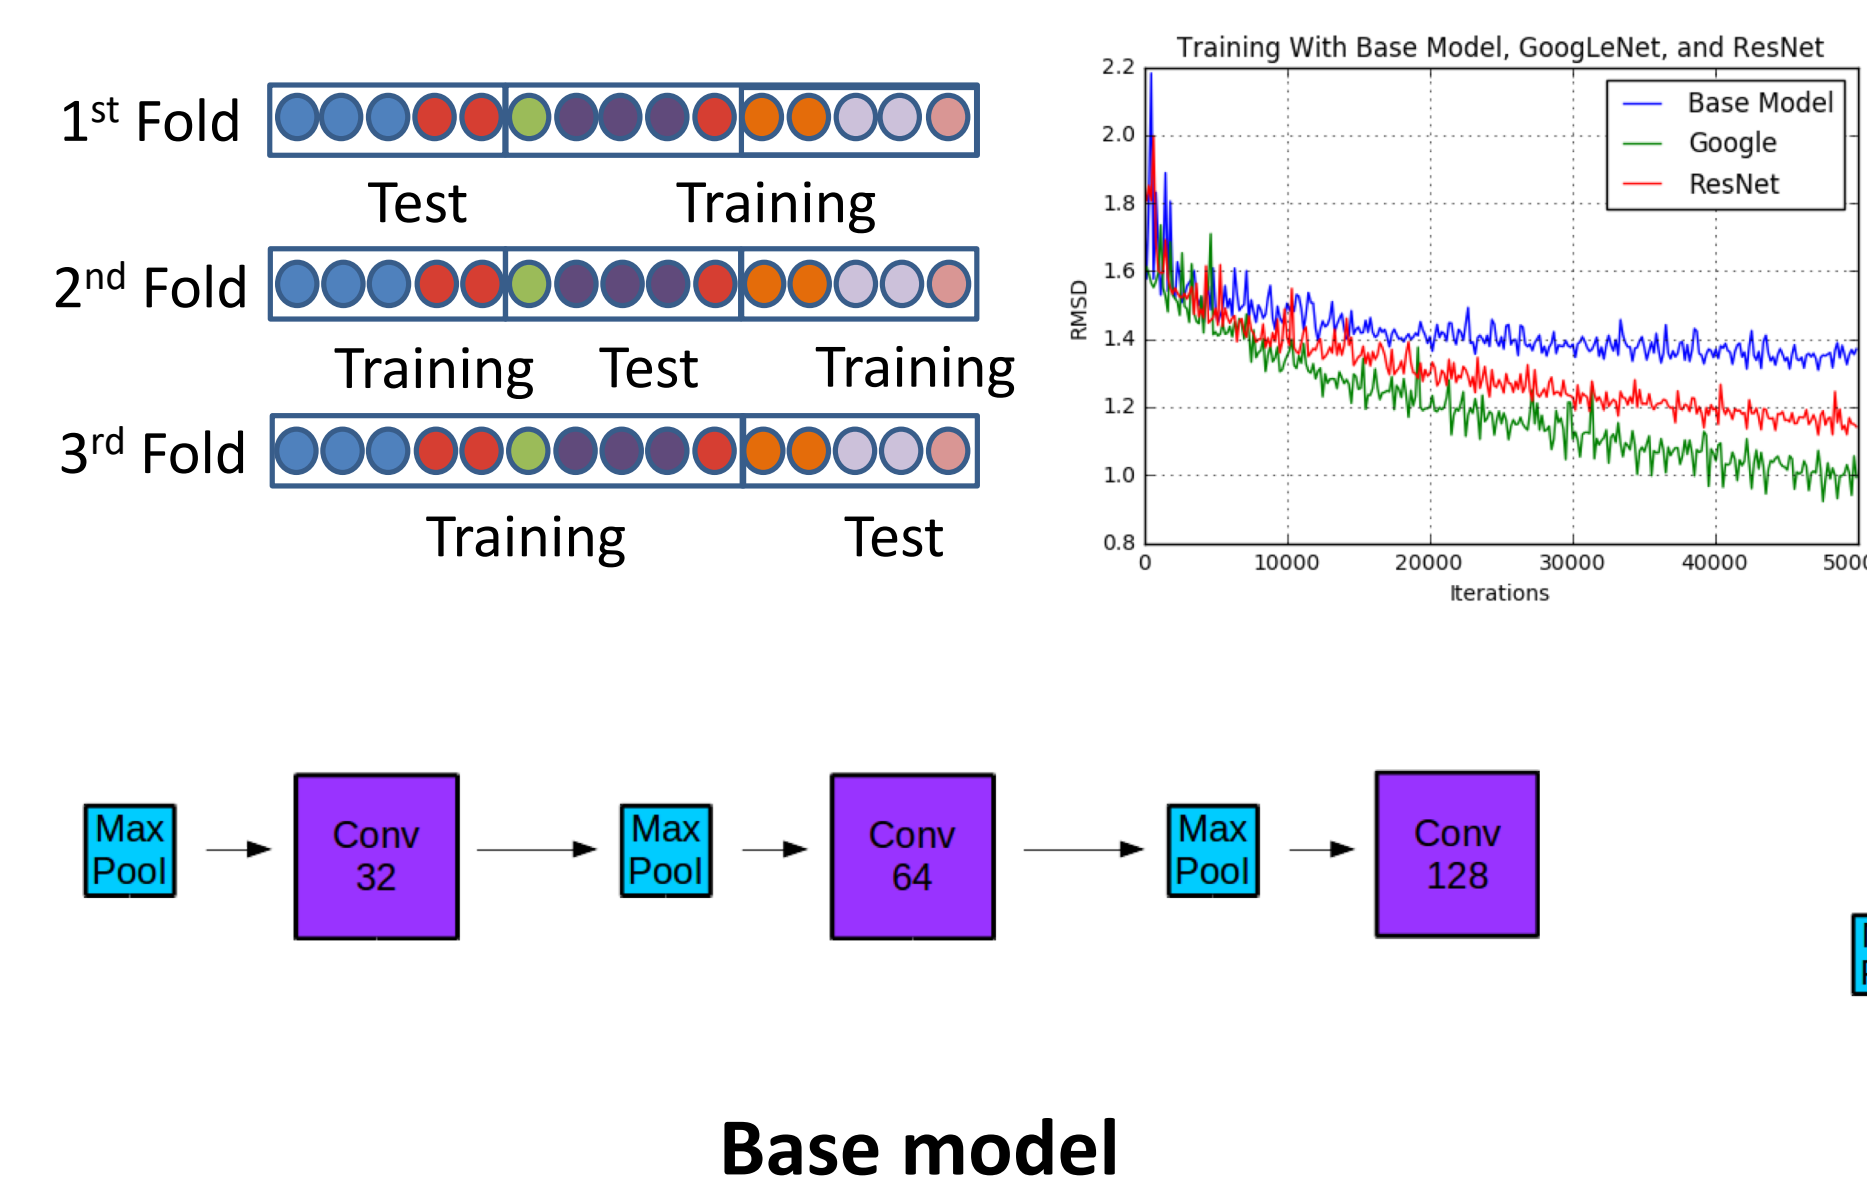 1st Fold
Test
Training
2nd Fold
Training
Test
Training
3rd Fold
Training
Test
Training With Base Model, GoogLeNet, and ResNet
Base Model
Google
ResNet
RMSD
2.2
2.0
1.8
1.6
1.4
1.2
1.0
0.8
0
10000
20000
30000
40000
Iterations
Max
Pool
Conv
32
Max
Pool
Conv
64
Max
Pool
Conv
128
Base model